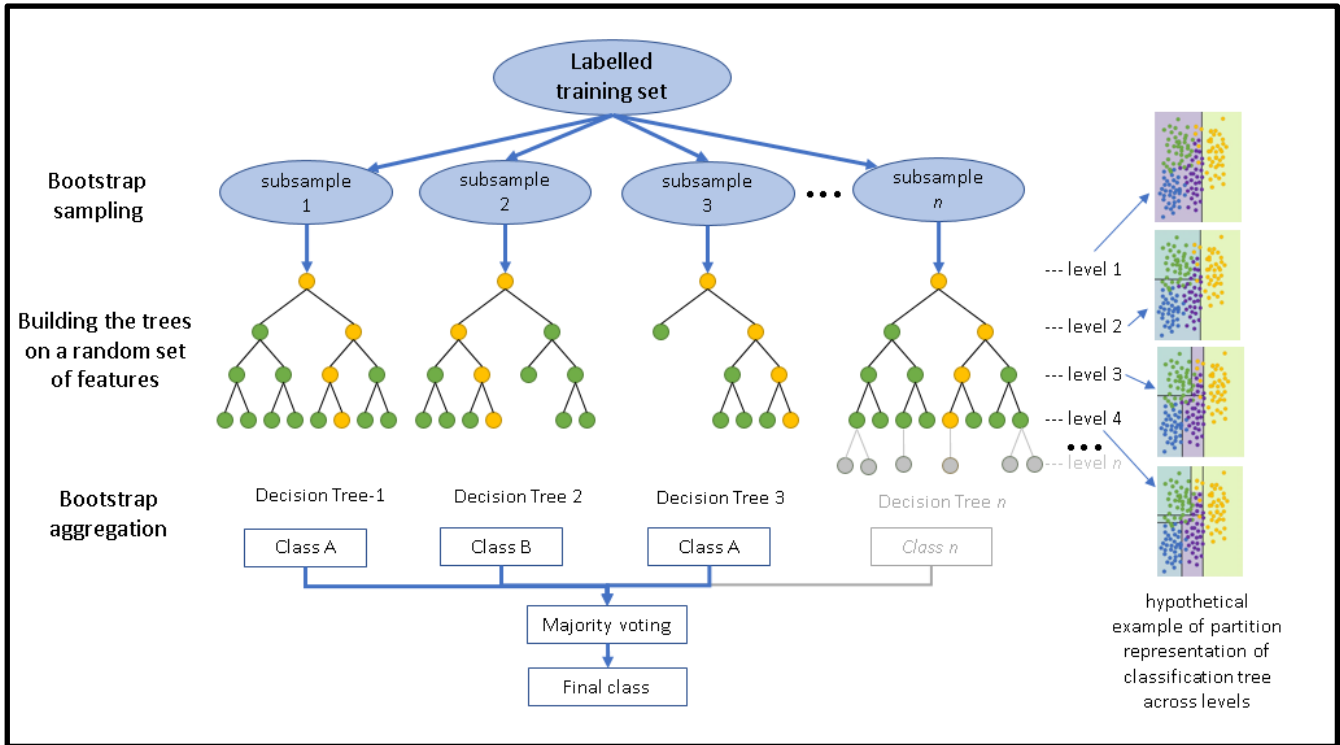 Labelled
training set
Bootstrap
sampling
subsample
1
subsample
2
subsample
3
•••
subsample
n
Building the trees
on a random set
of features
--- level 1
--- level 2
--- level 3
--- level 4
•••
--- level n
Bootstrap
aggregation
Decision Tree-1
Decision Tree 2
Decision Tree 3
Decision Tree n
Class A
Class B
Class A
Class n
Majority voting
Final class
hypothetical
example of partition
representation of
classification tree
across levels